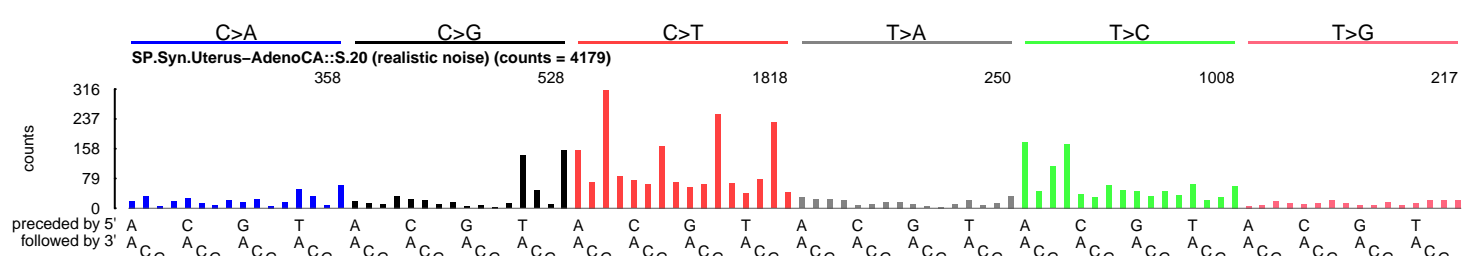 C>A C>G C>T T>A T>C T>G
SP.Syn.Uterus–AdenoCA::S.20 (realistic noise) (counts = 4179)
358 528 1818 250 1008 217
316
237
158
79
0
counts
preceded by 5' A C G T A C G T A C G T A C G T A C G T A C G T
followed by 3' A A A A A A A A A A A A A A A A A A A A A A A A
C C C C C C C C C C C C C C C C C C C C C C C C